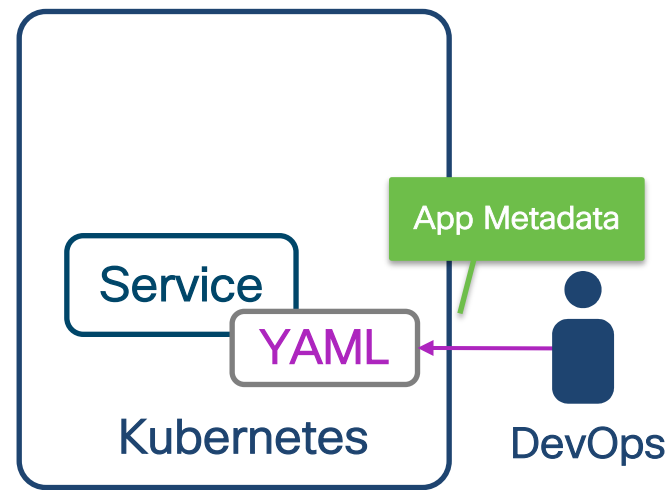 App Metadata
Service
YAML
Kubernetes
DevOps